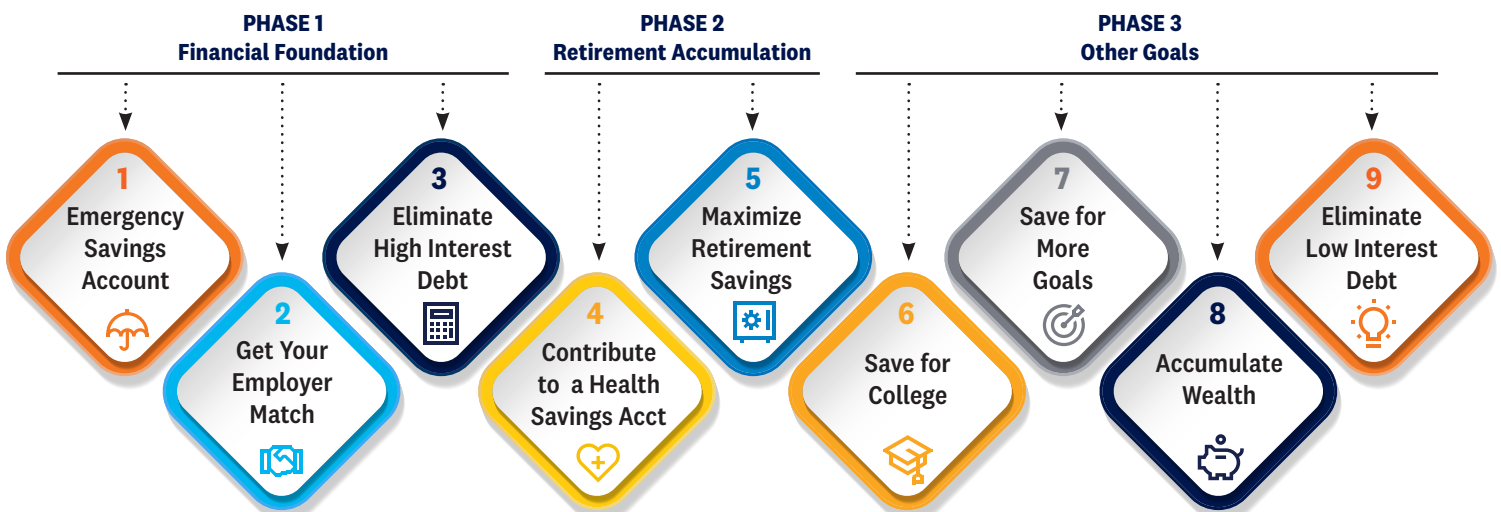 PHASE 1
Financial Foundation
PHASE 2
Retirement Accumulation
PHASE 3
Other Goals
1
Emergency
Savings
Account
2
Get Your
Employer
Match
3
Eliminate
High Interest
Debt
4
Contribute
to a Health
Savings Acct
5
Maximize
Retirement
Savings
6
Save for
College
7
Save for
More
Goals
8
Accumulate
Wealth
9
Eliminate
Low Interest
Debt